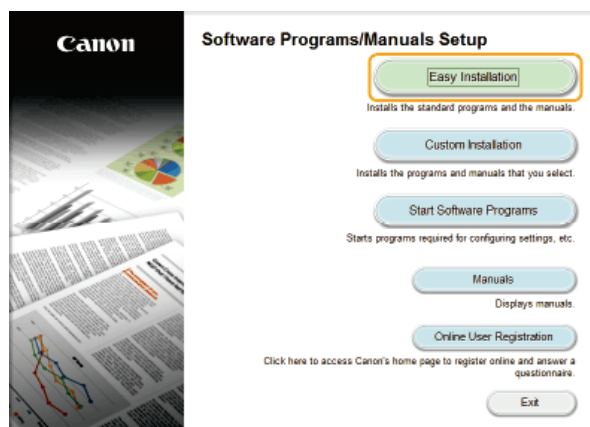 Canon
Software Programs/Manuals Setup
Easy Installation
Installs the standard programs and the manuals.
Custom Installation
Installs the programs and manuals that you select.
Start Software Programs
Starts programs required for configuring settings, etc.
Manuals
Displays manuals.
Online User Registration
Click here to access Canon's home page to register online and answer a
questionnaire.
Exit